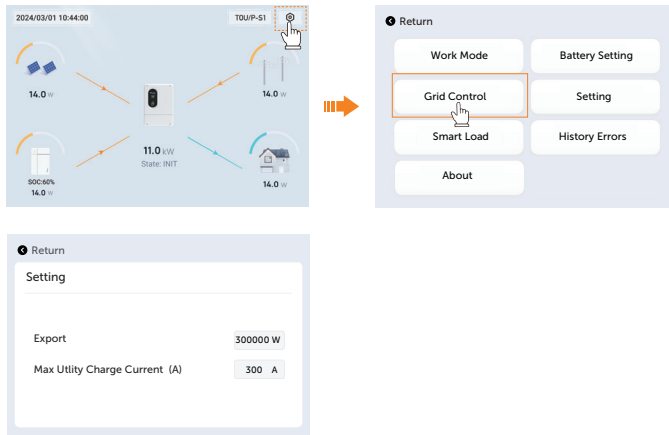 2024/03/01 10:44:00
TOU/P-S1
14.0 W
14.0 W
11.0 kW
State: INIT
SOC:60%
14.0 W
14.0 W
Return
Work Mode
Battery Setting
Grid Control
Setting
Smart Load
History Errors
About
Return
Setting
Export
300000 W
Max Utlity Charge Current (A)
300 A